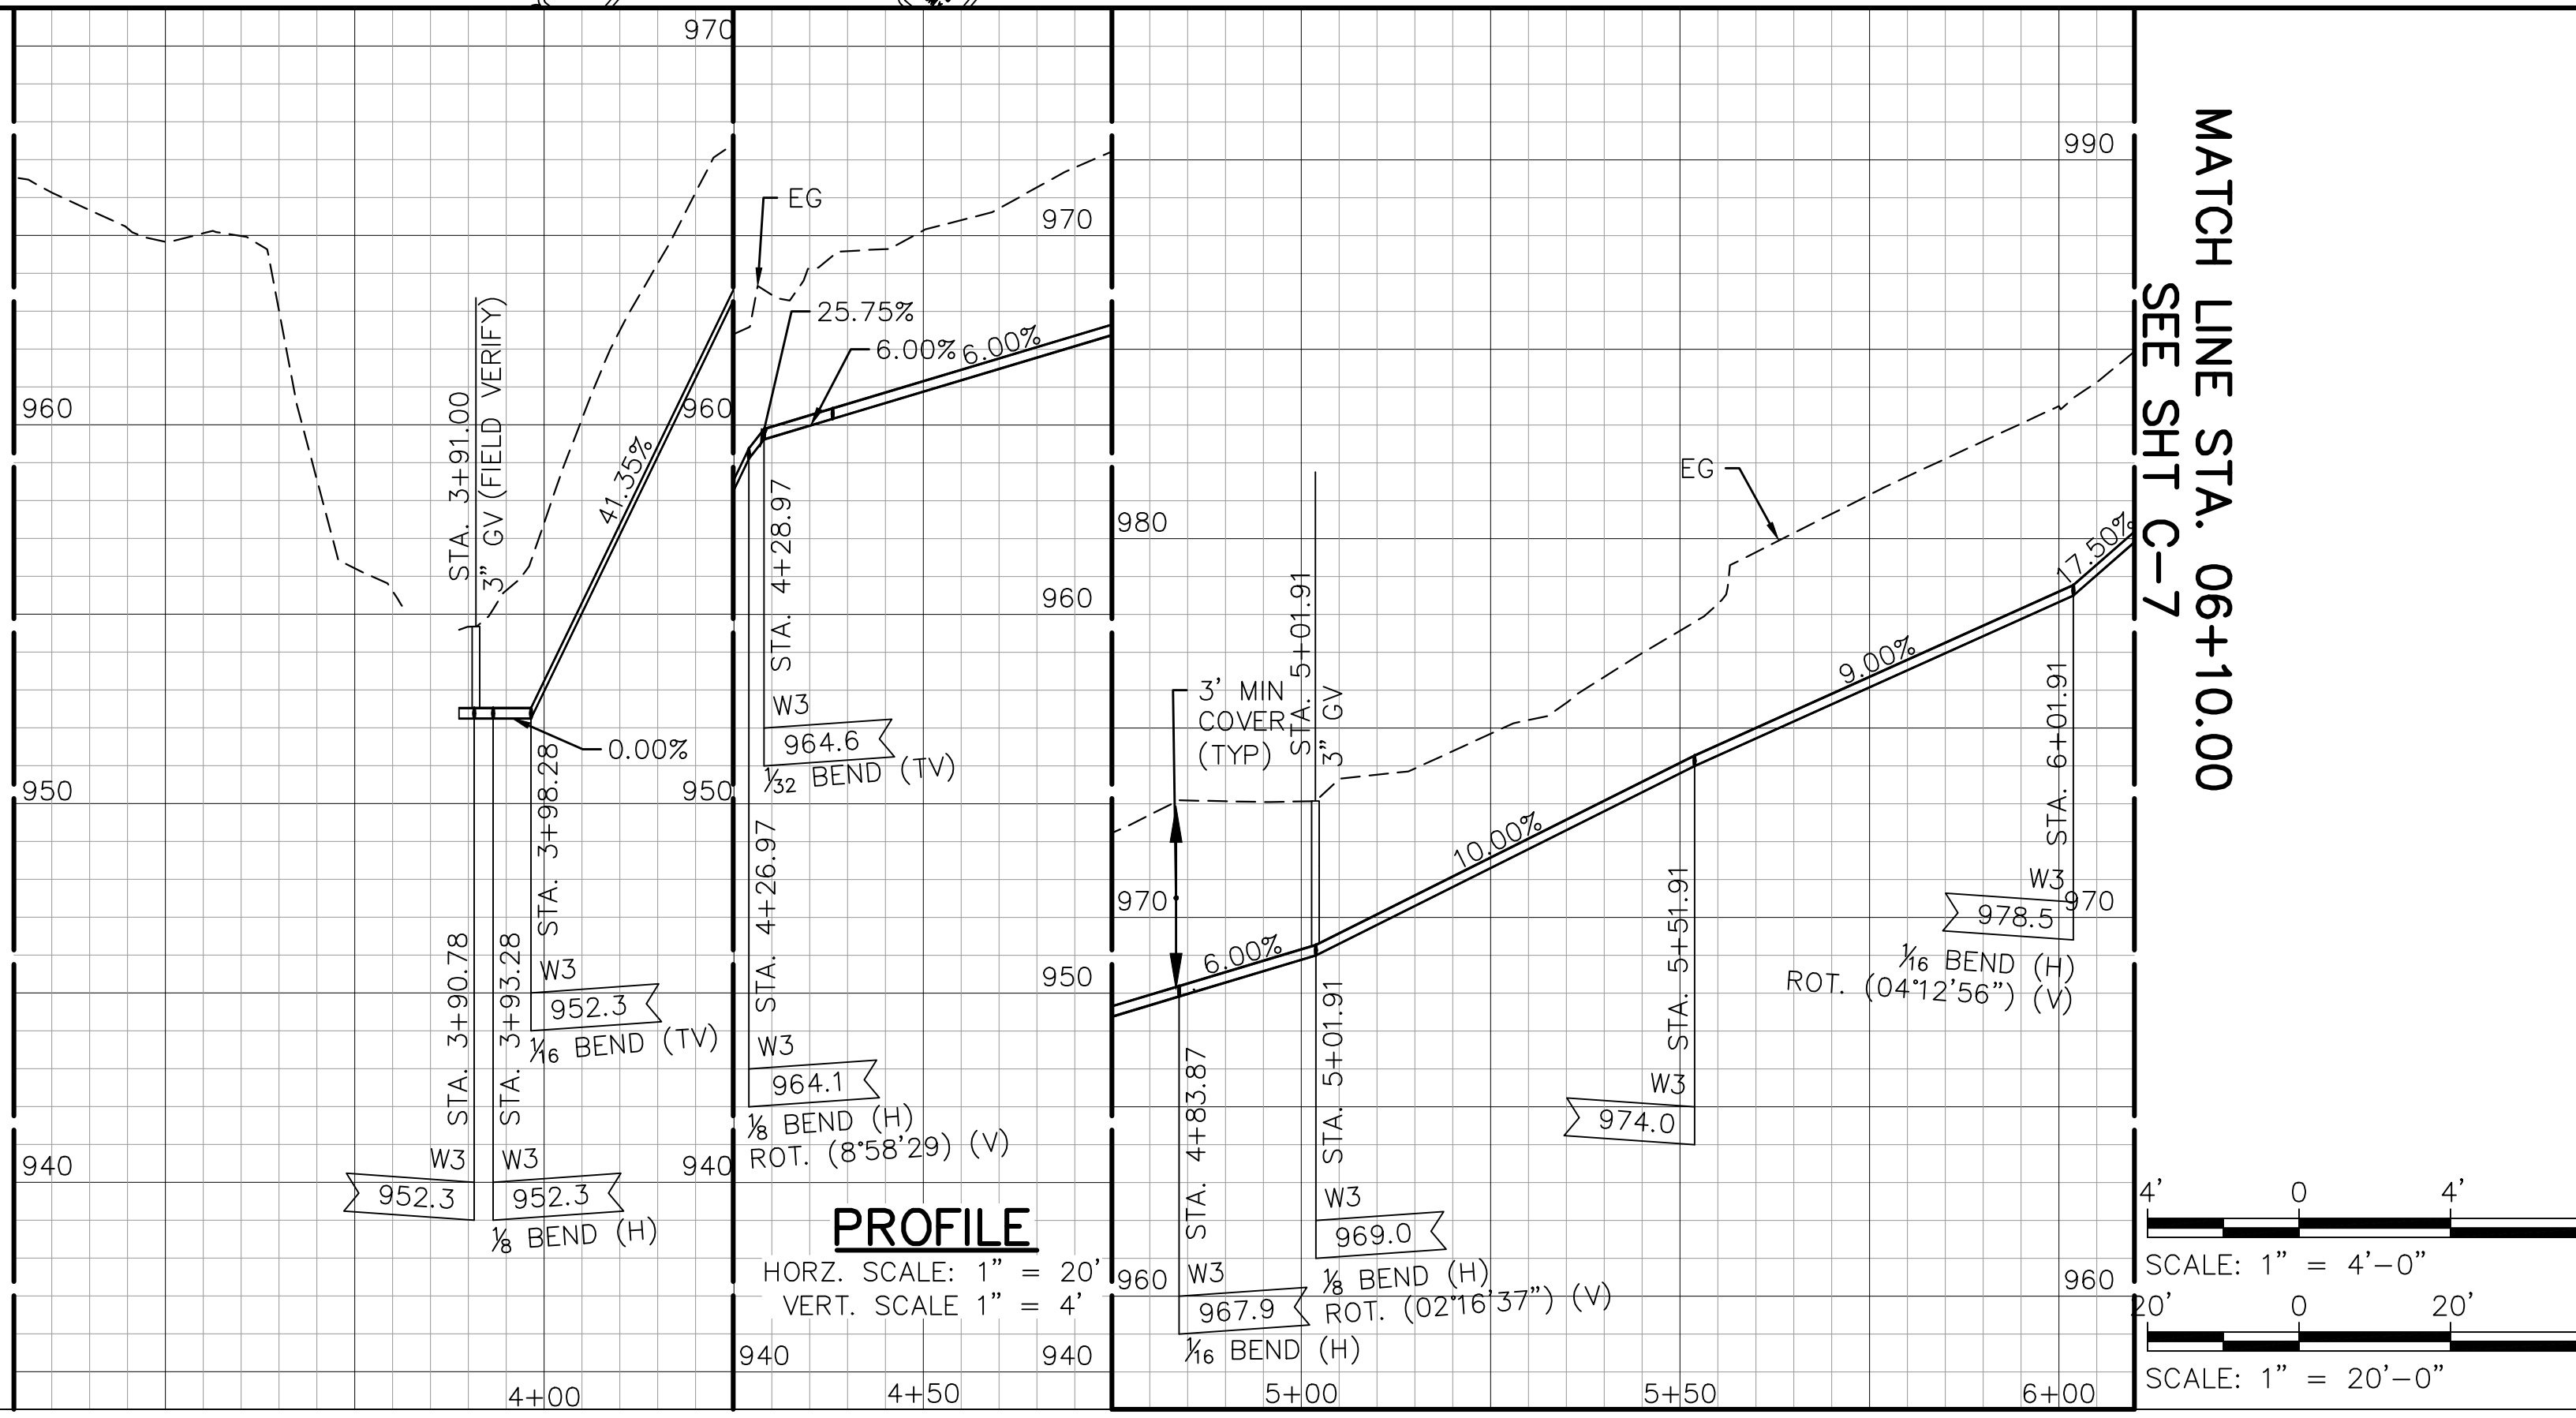 970
990
970
960
960
980
960
950
950
970
970
950
940
940
960
960
940
940
4+00
4+50
5+00
5+50
6+00
STA. 3+91.00
3" GV (FIELD VERIFY)
41.35%
0.00%
STA. 3+90.78
W3
952.3
STA. 3+93.28
W3
952.3
1/8 BEND (H)
STA. 3+98.28
W3
952.3
1/16 BEND (TV)
EG
25.75%
6.00%
6.00%
STA. 4+26.97
W3
964.1
1/8 BEND (H)
ROT. (8°58'29) (V)
STA. 4+28.97
W3
964.6
1/32 BEND (TV)
PROFILE
HORZ. SCALE: 1" = 20'
VERT. SCALE 1" = 4'
3' MIN
COVER
(TYP)
STA. 5+01.91
3" GV
6.00%
10.00%
9.00%
17.50%
EG
STA. 4+83.87
W3
967.9
1/16 BEND (H)
STA. 5+01.91
W3
969.0
1/8 BEND (H)
ROT. (02°16'37") (V)
STA. 5+51.91
W3
974.0
STA. 6+01.91
W3
978.5
1/16 BEND (H)
ROT. (04°12'56") (V)
MATCH LINE STA. 06+10.00
SEE SHT C-7
4' 0 4'
SCALE: 1" = 4'-0"
20' 0 20'
SCALE: 1" = 20'-0"